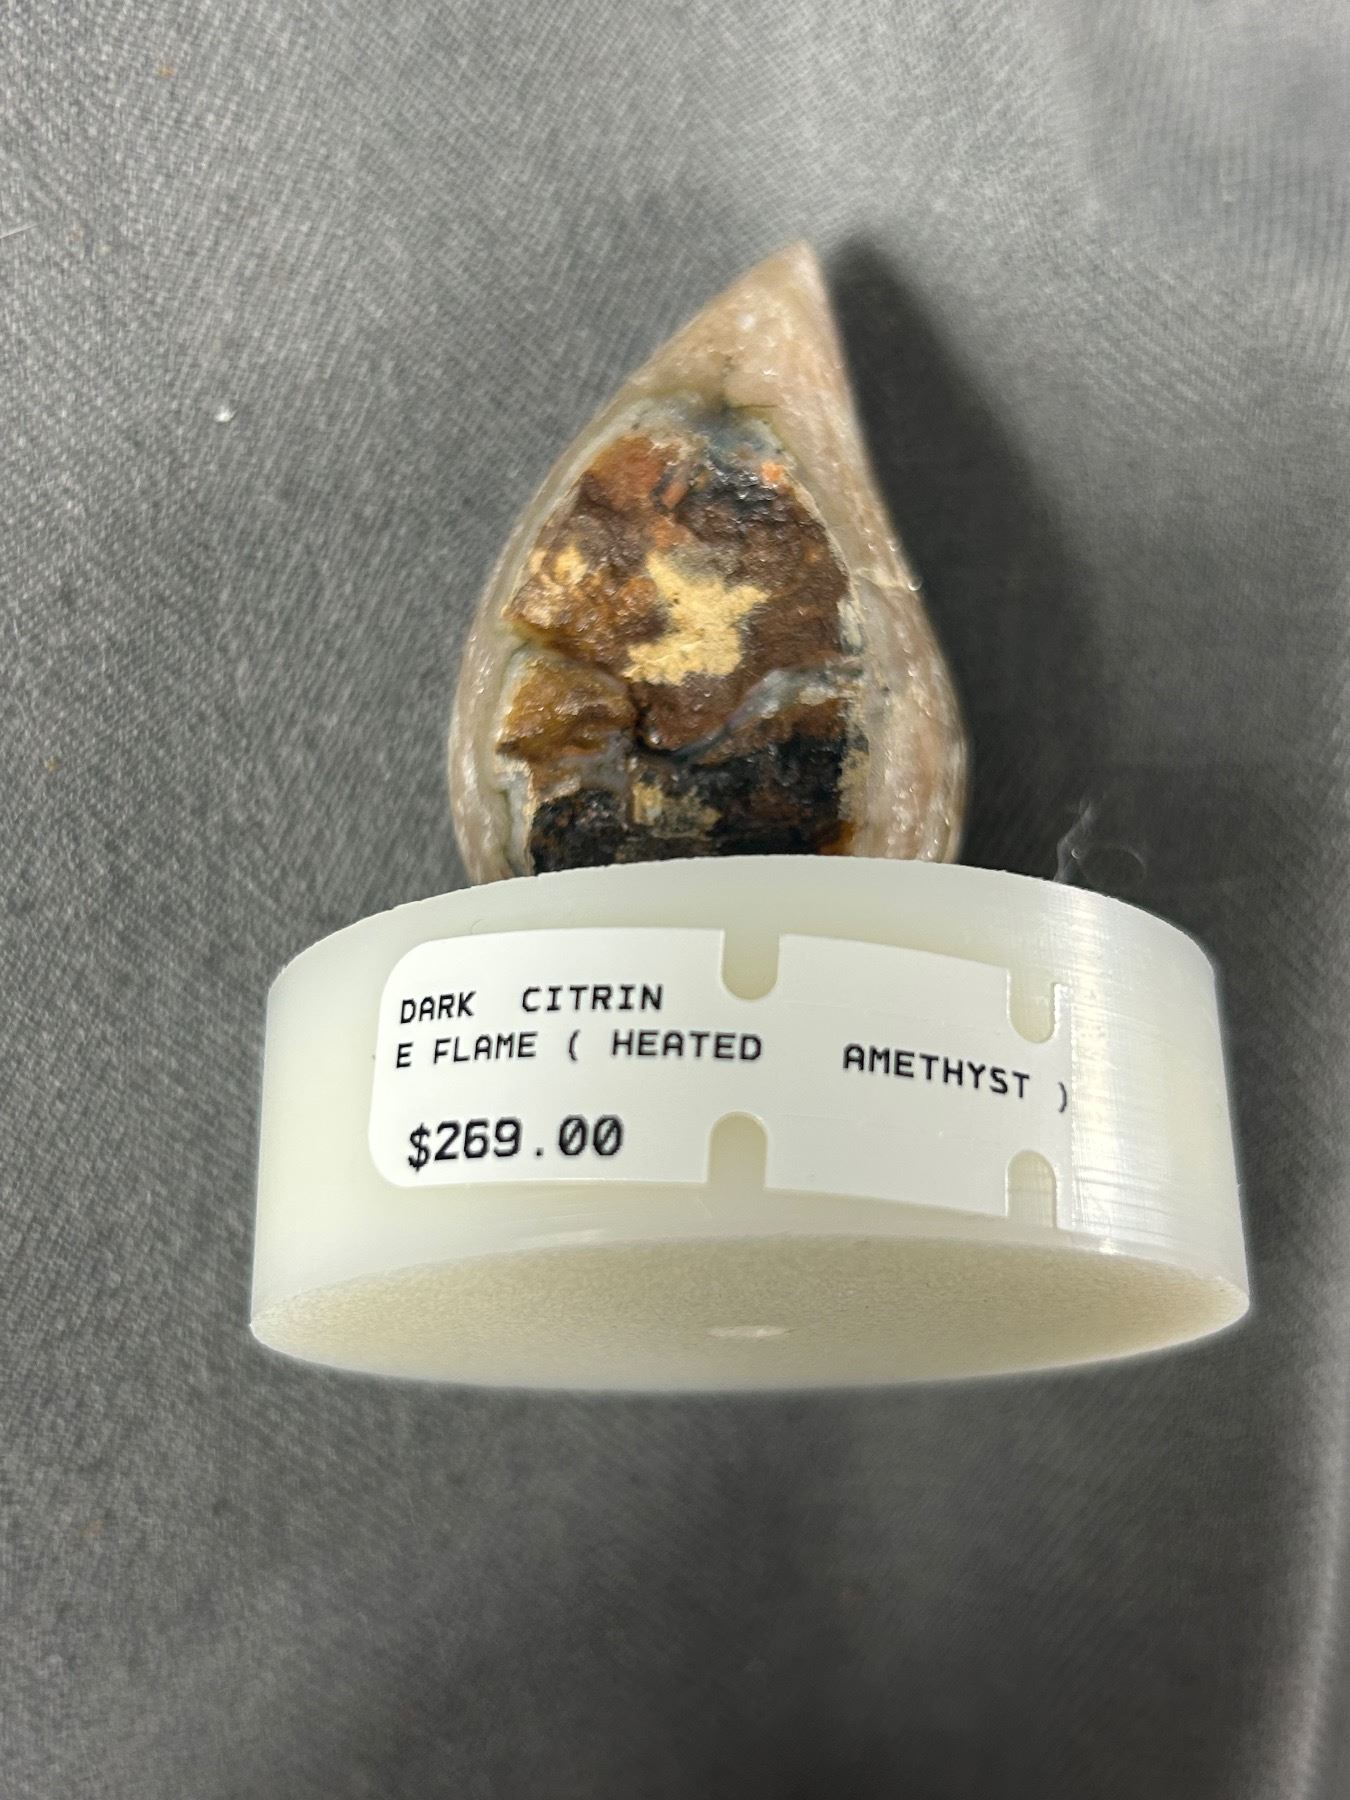 DARK CITRIN
E FLAME ( HEATED AMETHYST )
$269.00